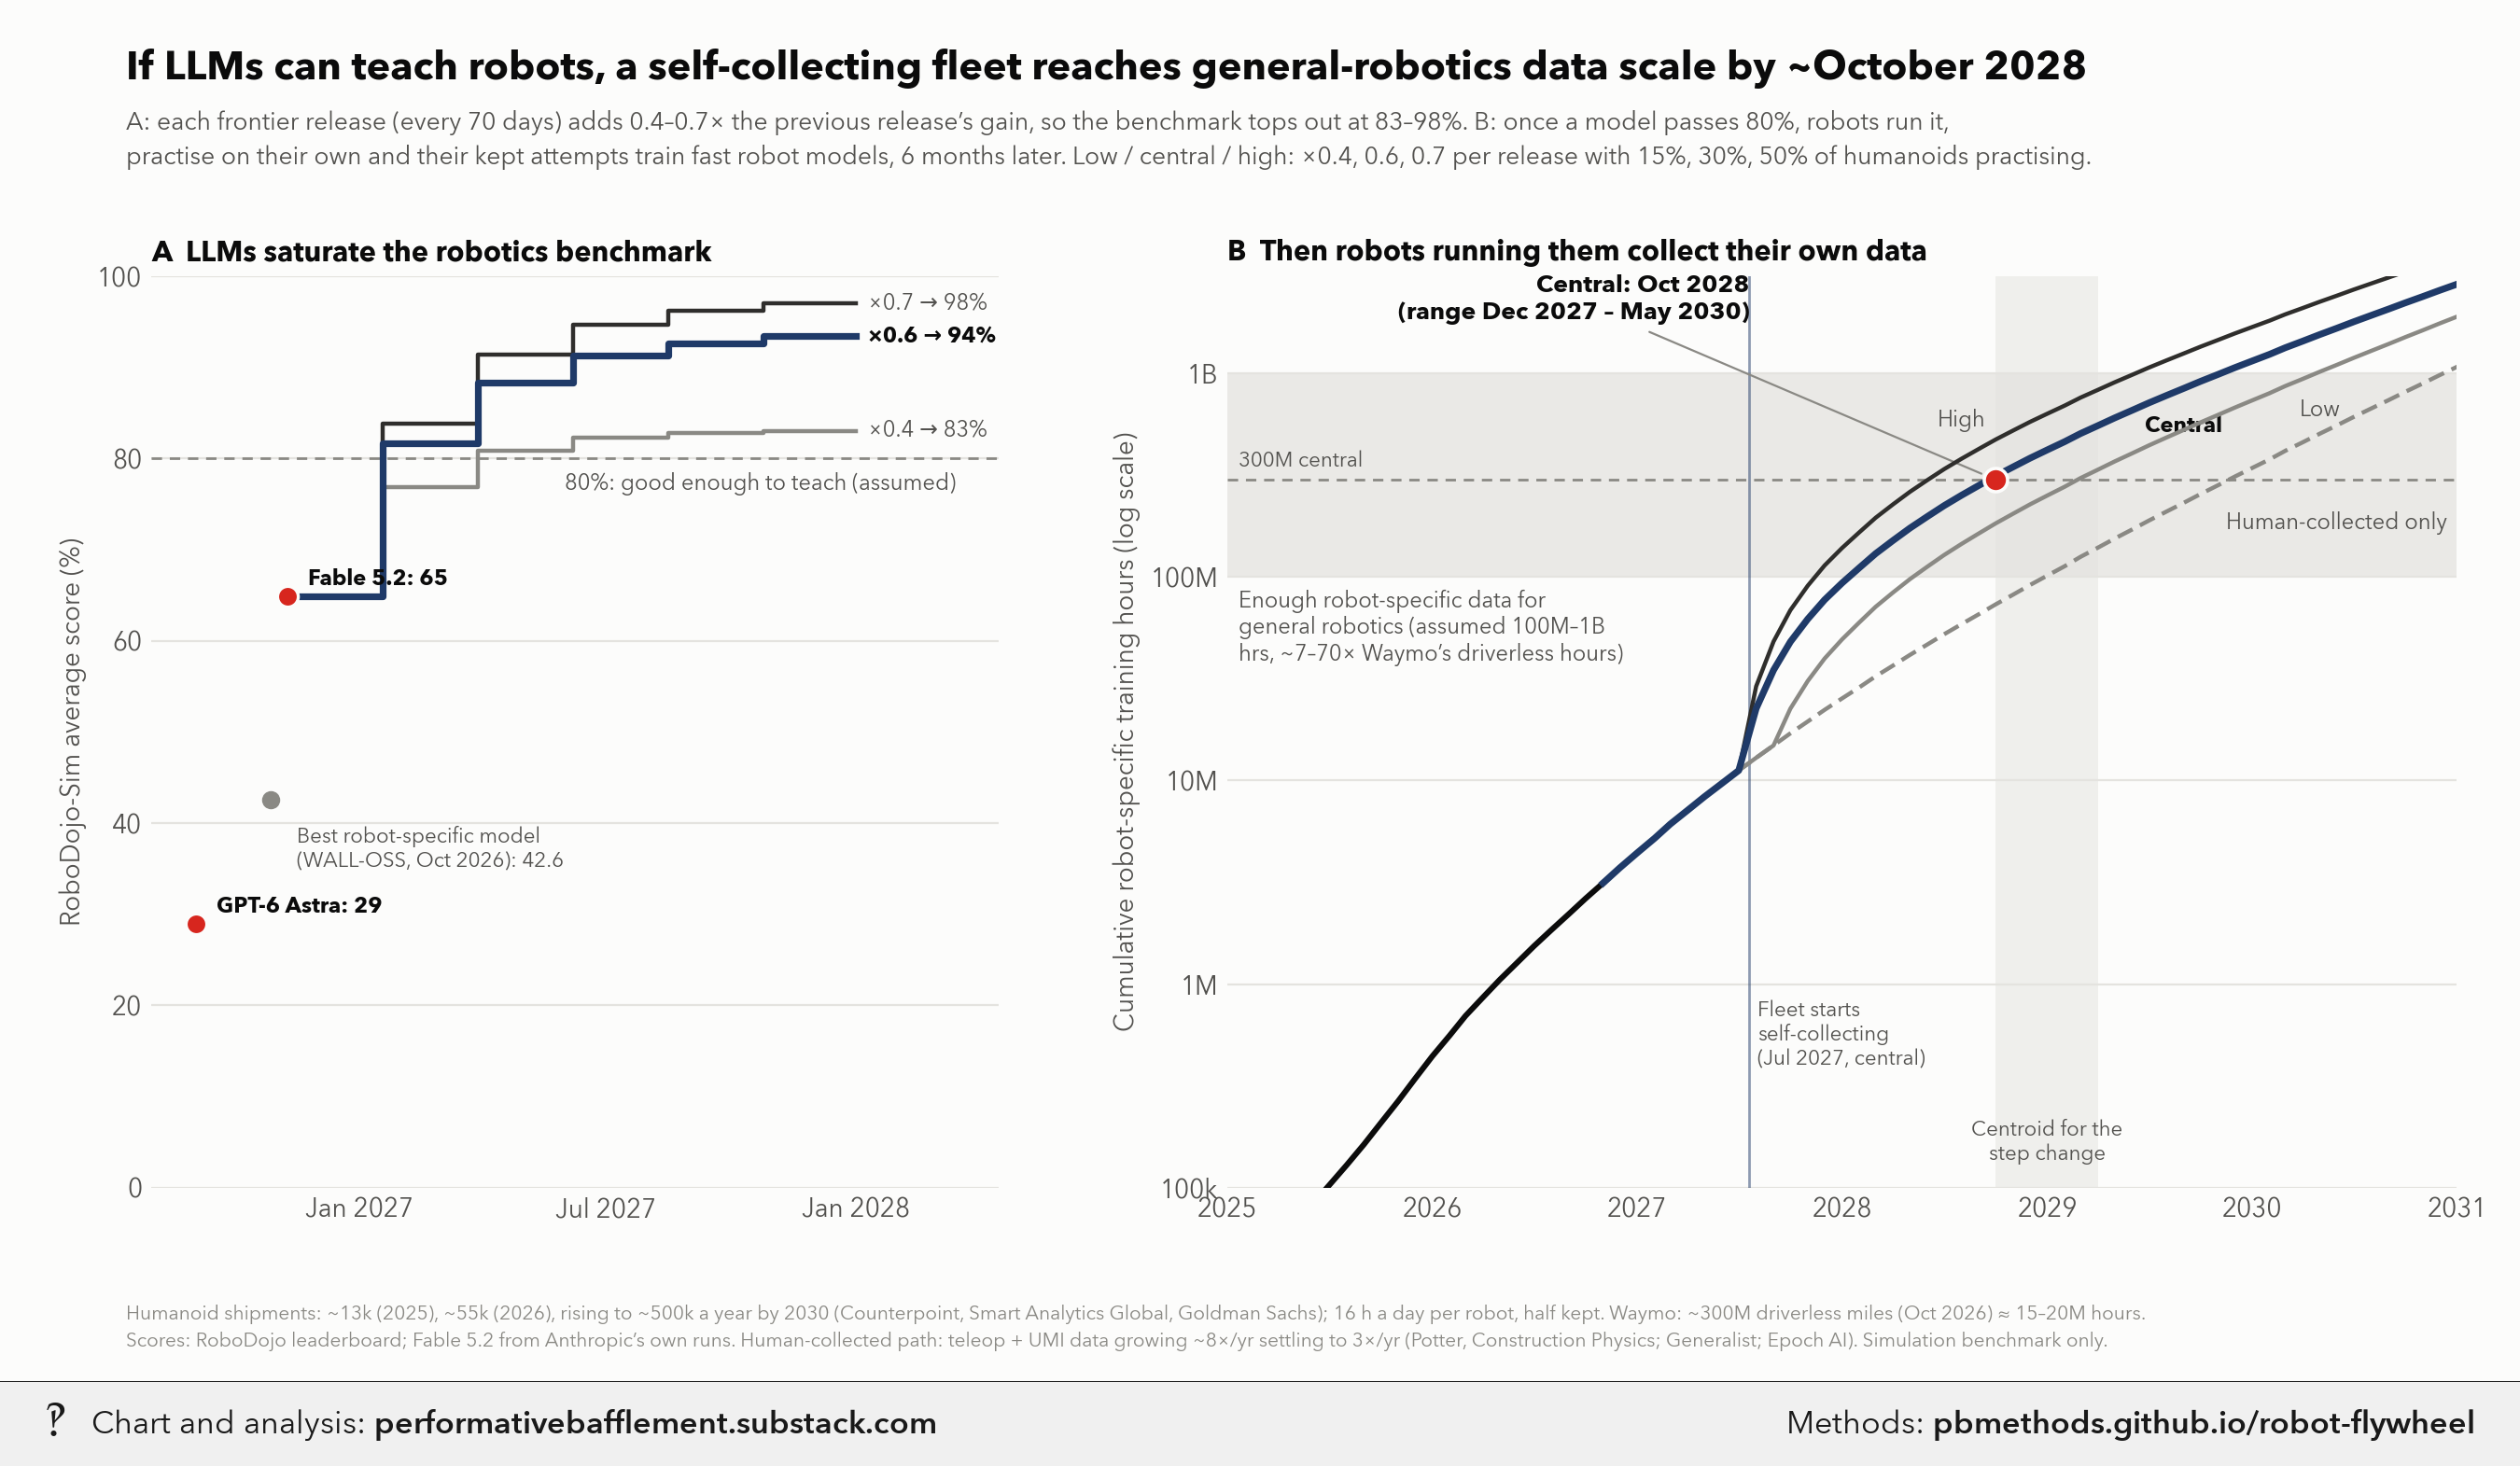 If LLMs can teach robots, a self-collecting fleet reaches general-robotics data scale by ~October 2028
A: each frontier release (every 70 days) adds 0.4–0.7× the previous release’s gain, so the benchmark tops out at 83–98%. B: once a model passes 80%, robots run it,
practise on their own and their kept attempts train fast robot models, 6 months later. Low / central / high: ×0.4, 0.6, 0.7 per release with 15%, 30%, 50% of humanoids practising.
A LLMs saturate the robotics benchmark
RoboDojo-Sim average score (%)
100
80
60
40
20
0
×0.7 → 98%
×0.6 → 94%
×0.4 → 83%
80%: good enough to teach (assumed)
Fable 5.2: 65
Best robot-specific model
(WALL-OSS, Oct 2026): 42.6
GPT-6 Astra: 29
Jan 2027
Jul 2027
Jan 2028
B Then robots running them collect their own data
Cumulative robot-specific training hours (log scale)
Central: Oct 2028
(range Dec 2027 – May 2030)
1B
100M
10M
1M
100k
High
Central
Low
300M central
Human-collected only
Enough robot-specific data for
general robotics (assumed 100M–1B
hrs, ~7–70× Waymo’s driverless hours)
Fleet starts
self-collecting
(Jul 2027, central)
Centroid for the
step change
2025
2026
2027
2028
2029
2030
2031
Humanoid shipments: ~13k (2025), ~55k (2026), rising to ~500k a year by 2030 (Counterpoint, Smart Analytics Global, Goldman Sachs); 16 h a day per robot, half kept. Waymo: ~300M driverless miles (Oct 2026) ≈ 15–20M hours.
Scores: RoboDojo leaderboard; Fable 5.2 from Anthropic’s own runs. Human-collected path: teleop + UMI data growing ~8×/yr settling to 3×/yr (Potter, Construction Physics; Generalist; Epoch AI). Simulation benchmark only.
‽ Chart and analysis: performativebafflement.substack.com
Methods: pbmethods.github.io/robot-flywheel